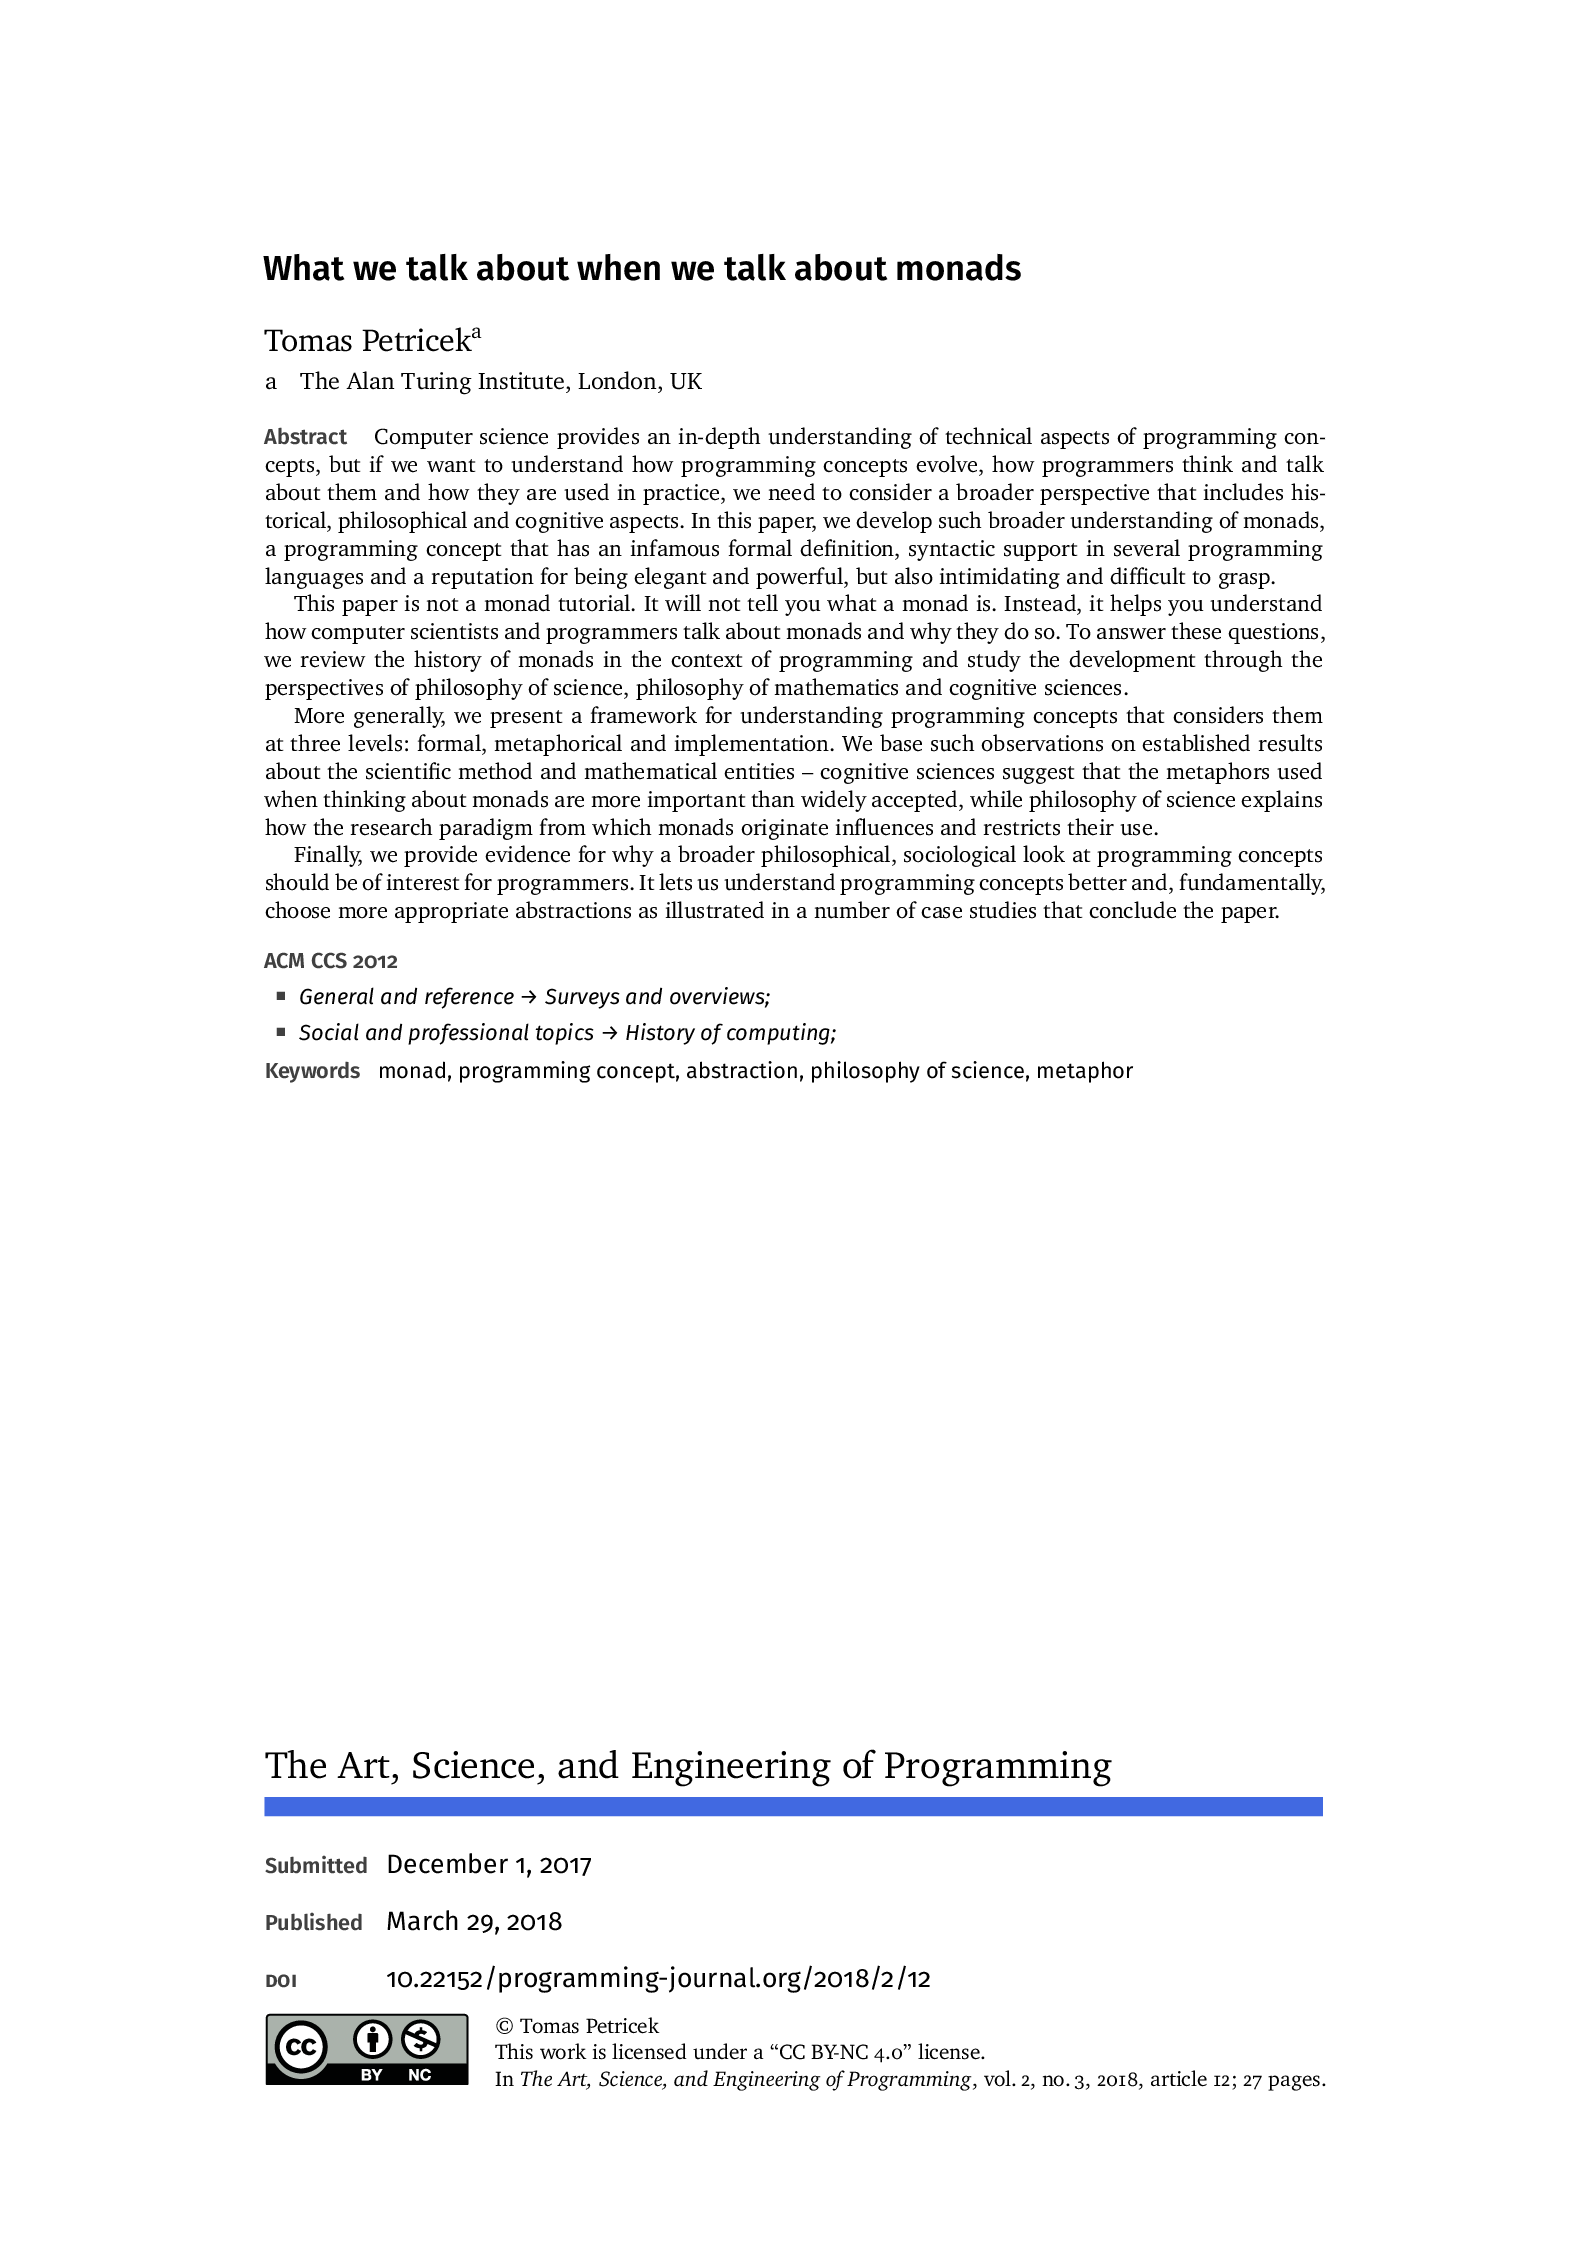 What we talk about when we talk about monads
Tomas Petricekª
a The Alan Turing Institute, London, UK
Abstract Computer science provides an in-depth understanding of technical aspects of programming con-
cepts, but if we want to understand how programming concepts evolve, how programmers think and talk
about them and how they are used in practice, we need to consider a broader perspective that includes his-
torical, philosophical and cognitive aspects. In this paper, we develop such broader understanding of monads,
a programming concept that has an infamous formal definition, syntactic support in several programming
languages and a reputation for being elegant and powerful, but also intimidating and difficult to grasp.
This paper is not a monad tutorial. It will not tell you what a monad is. Instead, it helps you understand
how computer scientists and programmers talk about monads and why they do so. To answer these questions,
we review the history of monads in the context of programming and study the development through the
perspectives of philosophy of science, philosophy of mathematics and cognitive sciences.
More generally, we present a framework for understanding programming concepts that considers them
at three levels: formal, metaphorical and implementation. We base such observations on established results
about the scientific method and mathematical entities – cognitive sciences suggest that the metaphors used
when thinking about monads are more important than widely accepted, while philosophy of science explains
how the research paradigm from which monads originate influences and restricts their use.
Finally, we provide evidence for why a broader philosophical, sociological look at programming concepts
should be of interest for programmers. It lets us understand programming concepts better and, fundamentally,
choose more appropriate abstractions as illustrated in a number of case studies that conclude the paper.
ACM CCS 2012
▪ General and reference → Surveys and overviews;
▪ Social and professional topics → History of computing;
Keywords monad, programming concept, abstraction, philosophy of science, metaphor
The Art, Science, and Engineering of Programming
Submitted December 1, 2017
Published March 29, 2018
DOI 10.22152/programming-journal.org/2018/2/12
cc BY NC
© Tomas Petricek
This work is licensed under a “CC BY-NC 4.0” license.
In The Art, Science, and Engineering of Programming, vol. 2, no. 3, 2018, article 12; 27 pages.